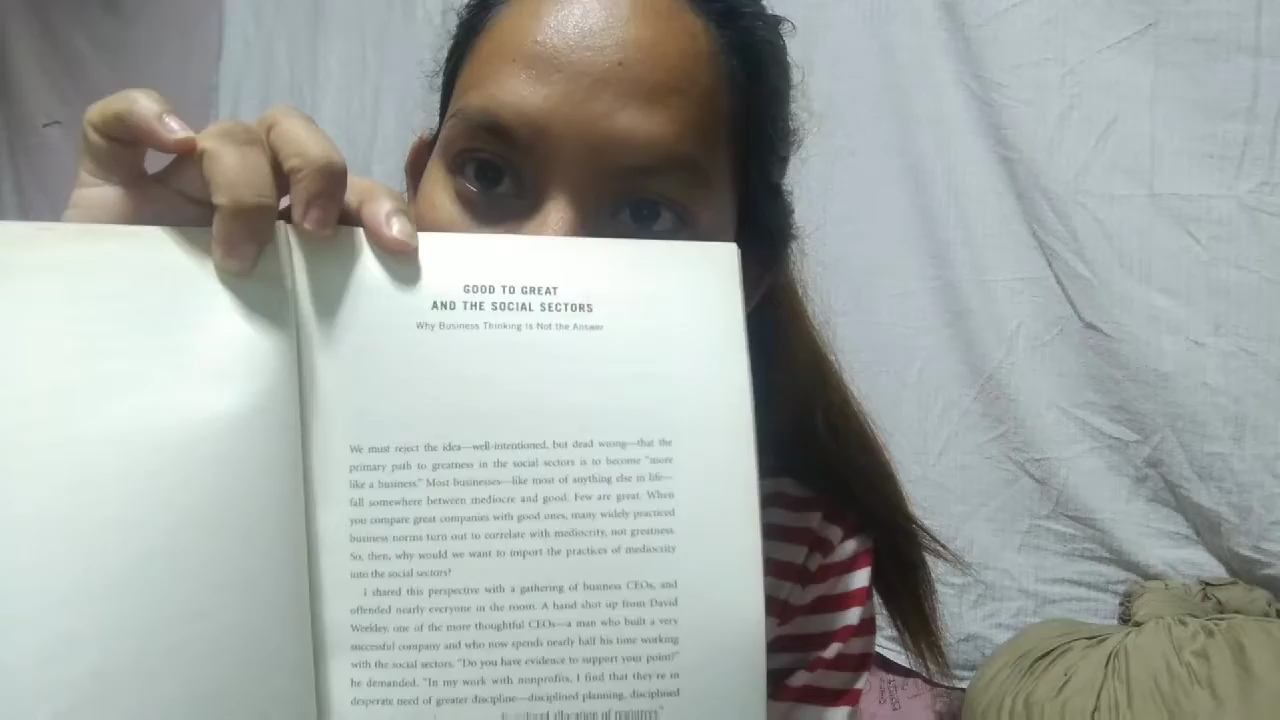 GOOD TO GREAT
AND THE SOCIAL SECTORS
Why Business Thinking Is Not the Answer
We must reject the idea—well-intentioned, but dead wrong—that the
primary path to greatness in the social sectors is to become "more
like a business." Most businesses—like most of anything else in life—
fall somewhere between mediocre and good. Few are great. When
you compare great companies with good ones, many widely practiced
business norms turn out to correlate with mediocrity, not greatness.
So, then, why would we want to import the practices of mediocrity
into the social sectors?
I shared this perspective with a gathering of business CEOs, and
offended nearly everyone in the room. A hand shot up from David
Weekley, one of the more thoughtful CEOs—a man who built a very
successful company and who now spends nearly half his time working
with the social sectors. "Do you have evidence to support your point?"
he demanded. "In my work with nonprofits, I find that they're in
desperate need of greater discipline—disciplined planning, disciplined
allocation of resources."